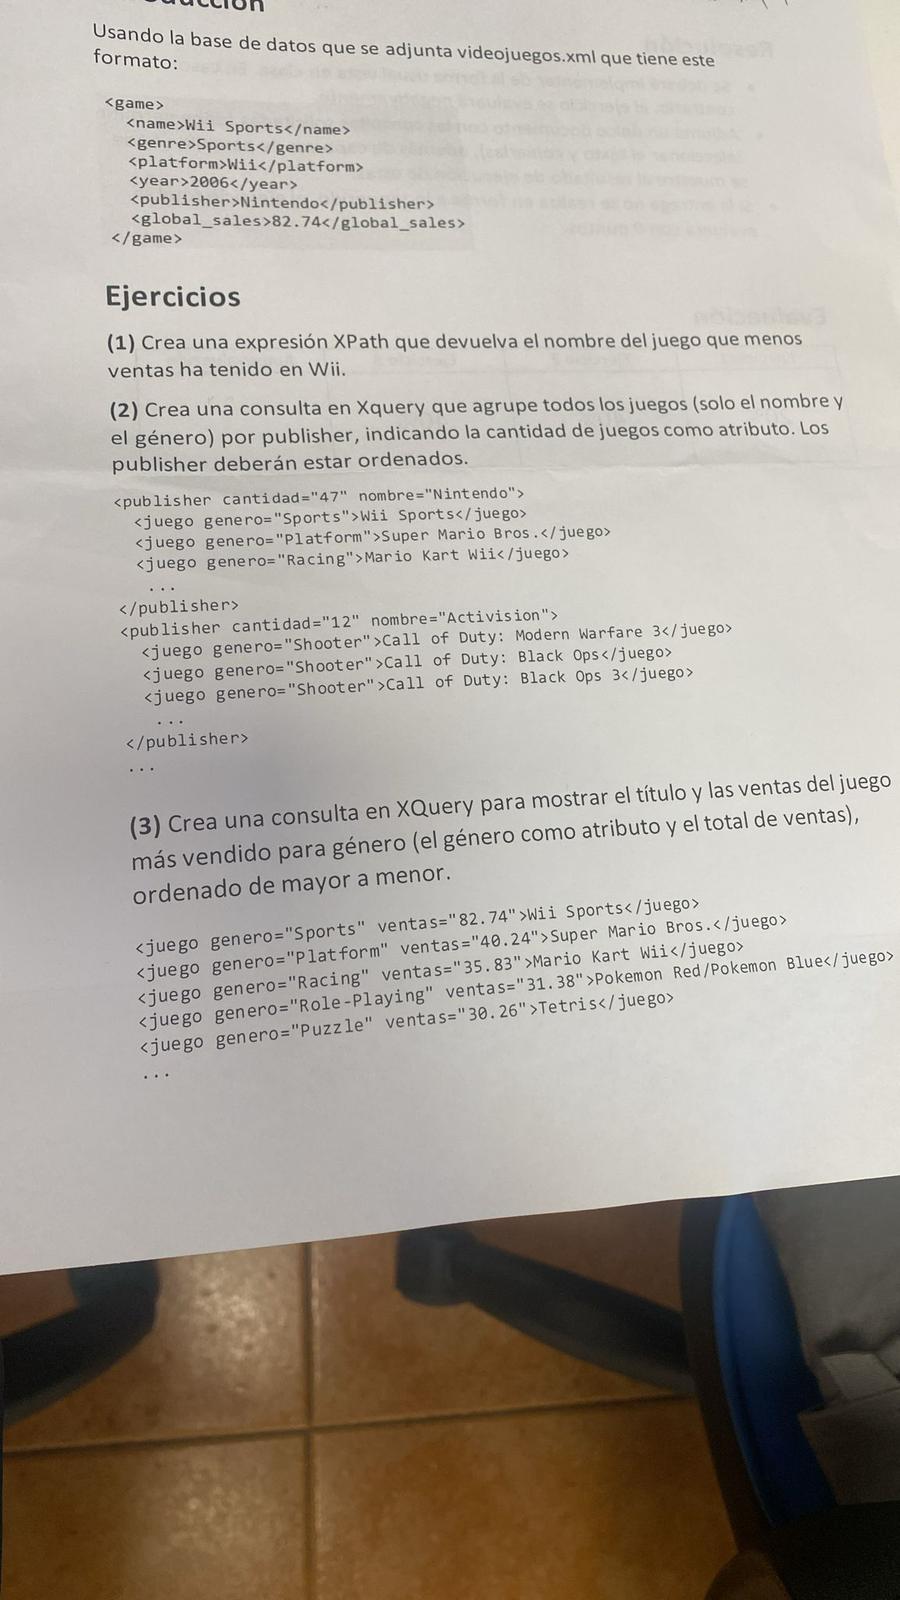 Usando la base de datos que se adjunta videojuegos.xml que tiene este
formato:
<game>
<name>Wii Sports</name>
<genre>Sports</genre>
<platform>Wii</platform>
<year>2006</year>
<publisher>Nintendo</publisher>
<global_sales>82.74</global_sales>
</game>
Ejercicios
(1) Crea una expresión XPath que devuelva el nombre del juego que menos
ventas ha tenido en Wii.
(2) Crea una consulta en Xquery que agrupe todos los juegos (solo el nombre y
el género) por publisher, indicando la cantidad de juegos como atributo. Los
publisher deberán estar ordenados.
<publisher cantidad="47" nombre="Nintendo">
<juego genero="Sports">Wii Sports</juego>
<juego genero="Platform">Super Mario Bros.</juego>
<juego genero="Racing">Mario Kart Wii</juego>
...
</publisher>
<publisher cantidad="12" nombre="Activision">
<juego genero="Shooter">Call of Duty: Modern Warfare 3</juego>
<juego genero="Shooter">Call of Duty: Black Ops</juego>
<juego genero="Shooter">Call of Duty: Black Ops 3</juego>
...
</publisher>
...
(3) Crea una consulta en XQuery para mostrar el título y las ventas del juego
más vendido para género (el género como atributo y el total de ventas),
ordenado de mayor a menor.
<juego genero="Sports" ventas="82.74">Wii Sports</juego>
<juego genero="Platform" ventas="40.24">Super Mario Bros.</juego>
<juego genero="Racing" ventas="35.83">Mario Kart Wii</juego>
<juego genero="Role-Playing" ventas="31.38">Pokemon Red/Pokemon Blue</juego>
<juego genero="Puzzle" ventas="30.26">Tetris</juego>
...